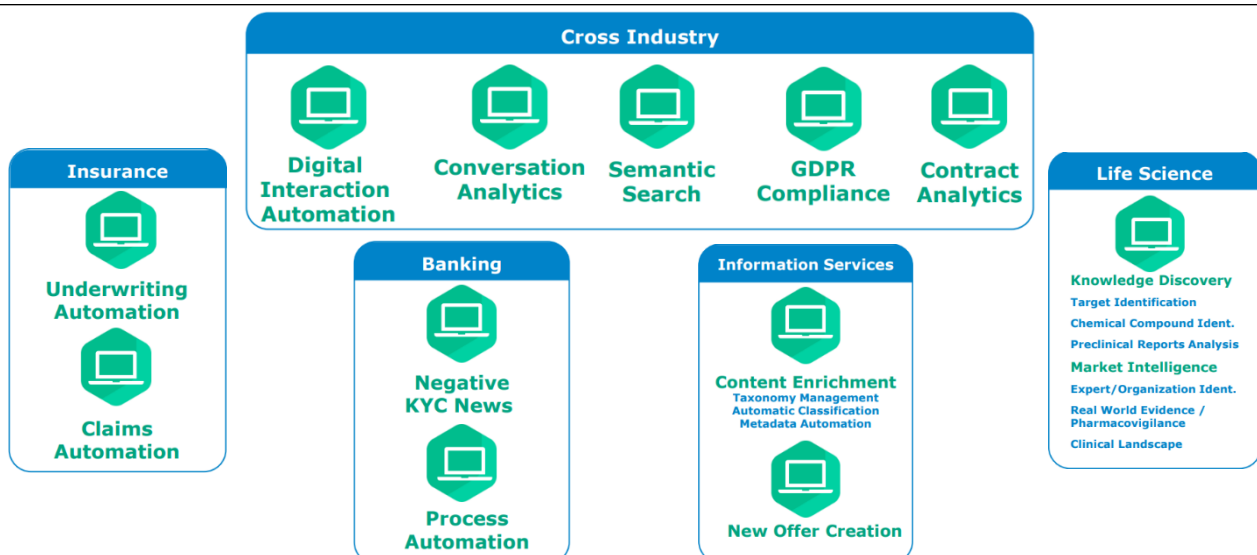 Cross Industry
Digital
Interaction
Automation
Conversation
Analytics
Semantic
Search
GDPR
Compliance
Contract
Analytics
Insurance
Underwriting
Automation
Claims
Automation
Banking
Negative
KYC News
Process
Automation
Information Services
Content Enrichment
Taxonomy Management
Automatic Classification
Metadata Automation
New Offer Creation
Life Science
Knowledge Discovery
Target Identification
Chemical Compound Ident.
Preclinical Reports Analysis
Market Intelligence
Expert/Organization Ident.
Real World Evidence /
Pharmacovigilance
Clinical Landscape